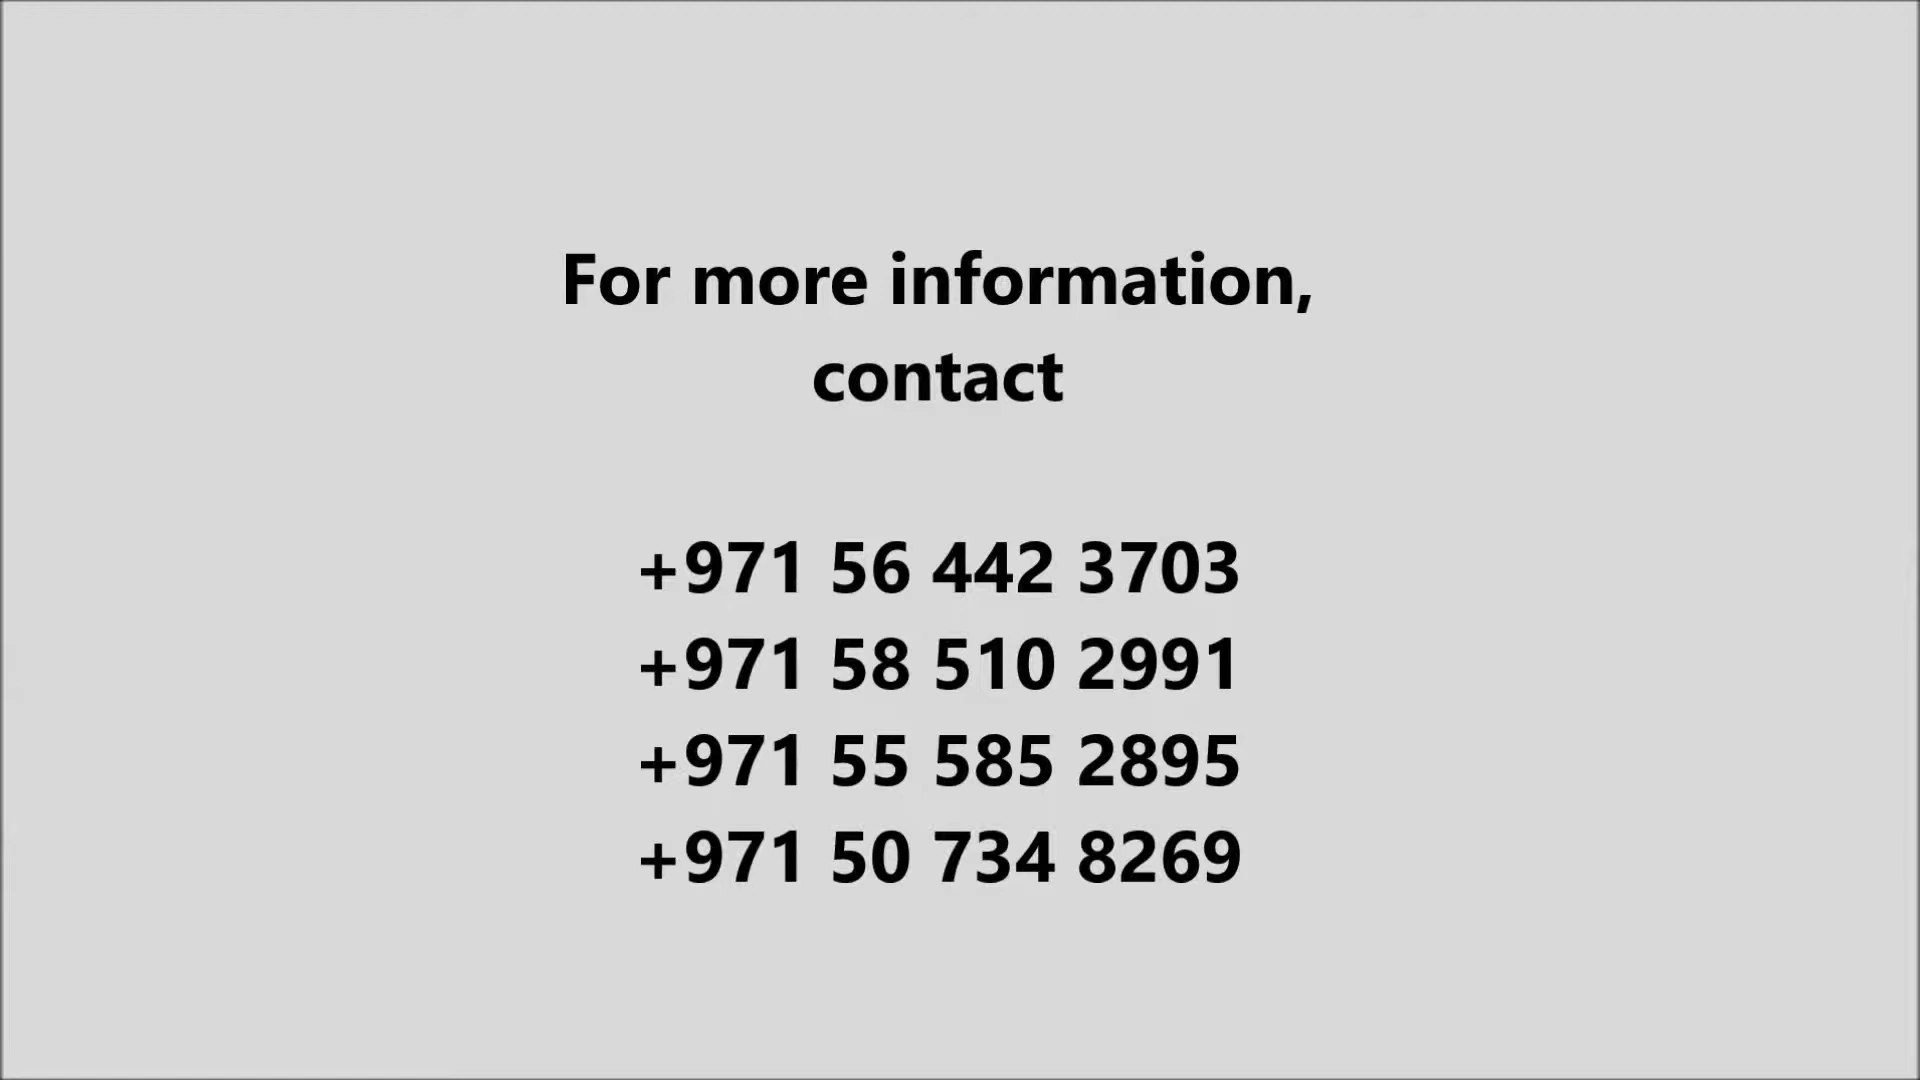 For more information,
contact
+971 56 442 3703
+971 58 510 2991
+971 55 585 2895
+971 50 734 8269